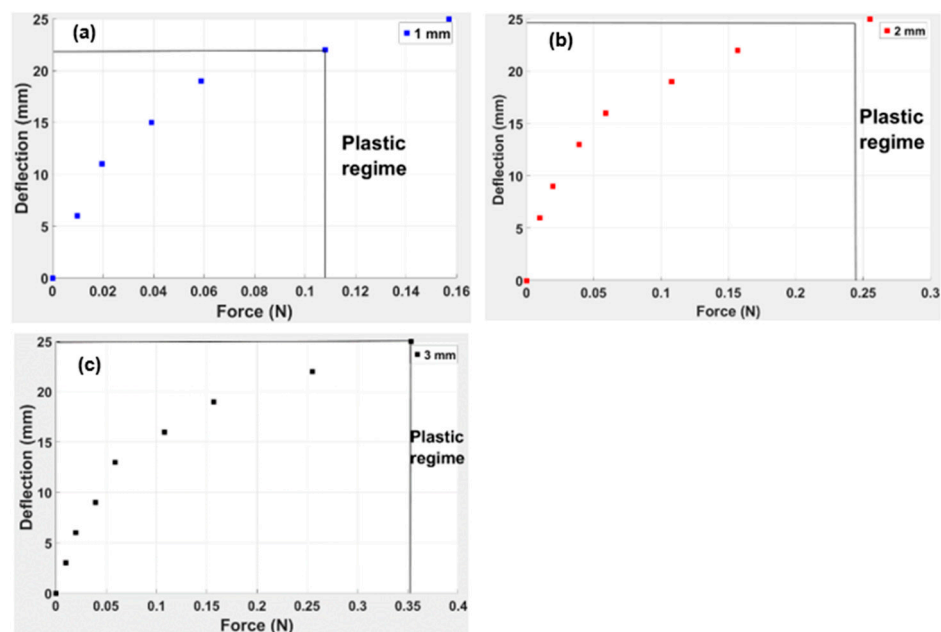 (a)
1 mm
25
20
15
10
5
0
Deflection (mm)
Plastic
regime
0 0.02 0.04 0.06 0.08 0.1 0.12 0.14 0.16
Force (N)
(b)
2 mm
25
20
15
10
5
0
Deflection (mm)
Plastic
regime
0 0.05 0.1 0.15 0.2 0.25 0.3
Force (N)
(c)
3 mm
25
20
15
10
5
0
Deflection (mm)
Plastic
regime
0 0.05 0.1 0.15 0.2 0.25 0.3 0.35 0.4
Force (N)